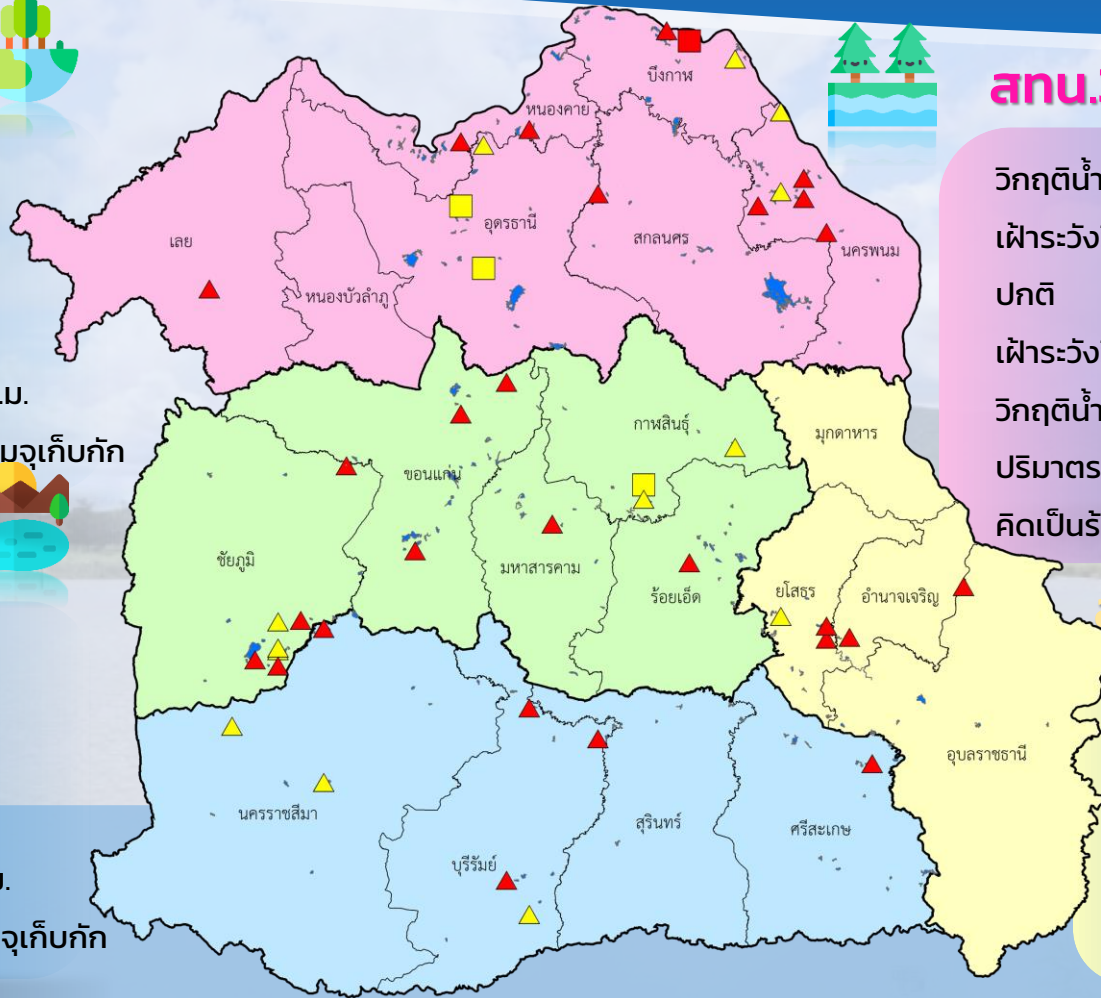 สทน.
วิกฤติน้ำ
เฝ้าระวัง
ปกติ
เฝ้าระวัง
วิกฤติน้ำ
ปริมาตร
คิดเป็นร้
ม.
มจุเก็บกัก
จุเก็บกัก
บึงกาฬ
หนองคาย
เลย
อุดรธานี
สกลนคร
นครพนม
หนองบัวลำภู
กาฬสินธุ์
มุกดาหาร
ขอนแก่น
ชัยภูมิ
มหาสารคาม
ร้อยเอ็ด
ยโสธร
อำนาจเจริญ
อุบลราชธานี
นครราชสีมา
บุรีรัมย์
สุรินทร์
ศรีสะเกษ